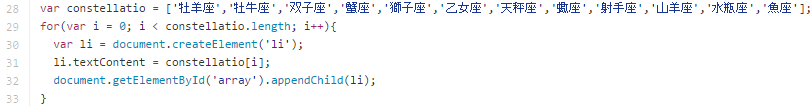 28 var constellatio = ['牡羊座','牡牛座','双子座','蟹座','獅子座','乙女座','天秤座','蠍座','射手座','山羊座','水瓶座','魚座'];
29 for(var i = 0; i < constellatio.length; i++){
30 var li = document.createElement('li');
31 li.textContent = constellatio[i];
32 document.getElementById('array').appendChild(li);
33 }